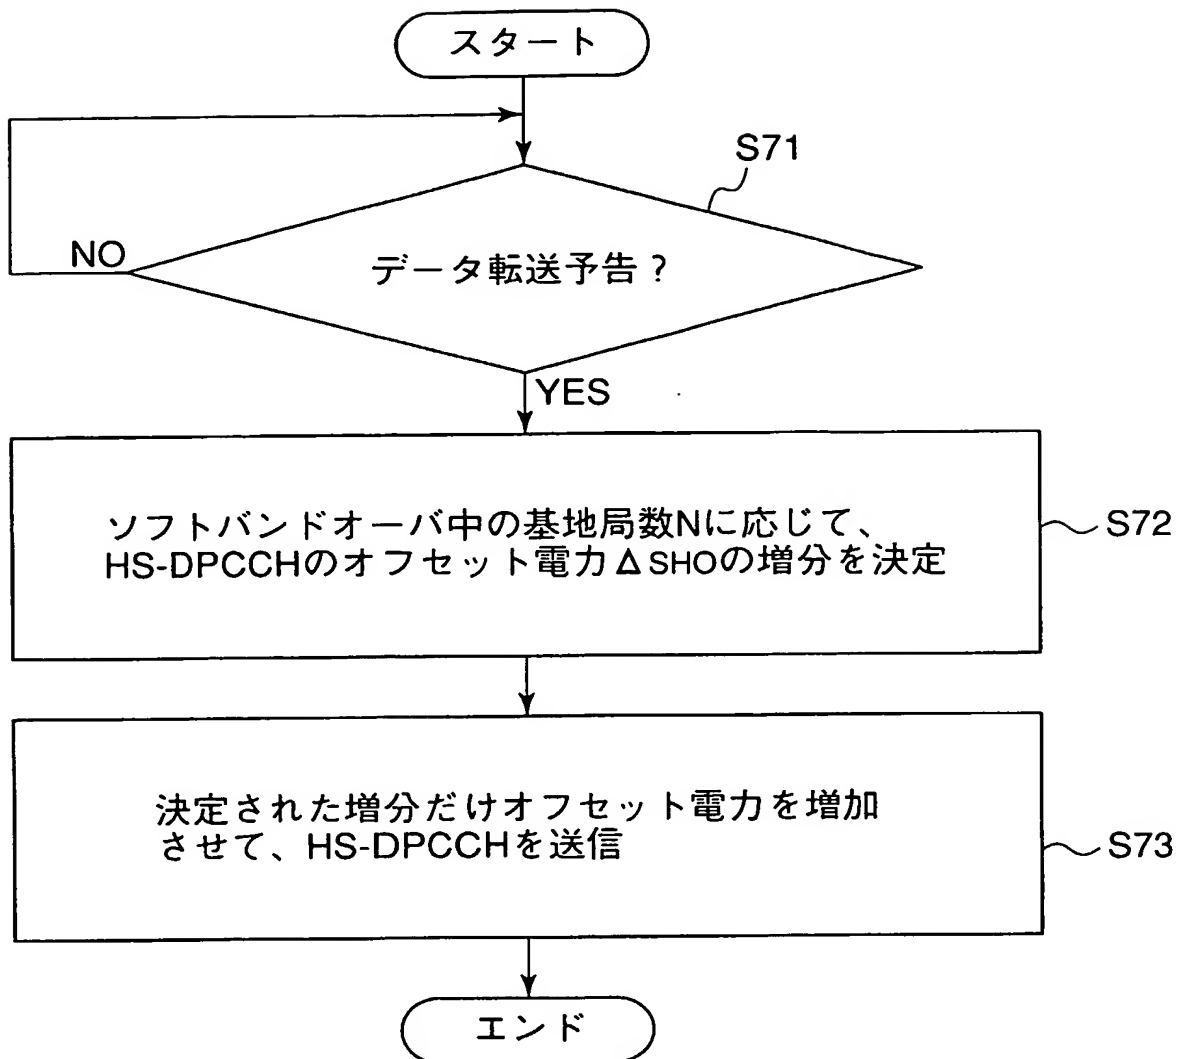 スタート
S71
NO
データ転送予告？
YES
ソフトバンドオーバ中の基地局数Nに応じて、
HS-DPCCHのオフセット電力ΔSHOの増分を決定
S72
決定された増分だけオフセット電力を増加
させて、HS-DPCCHを送信
S73
エンド